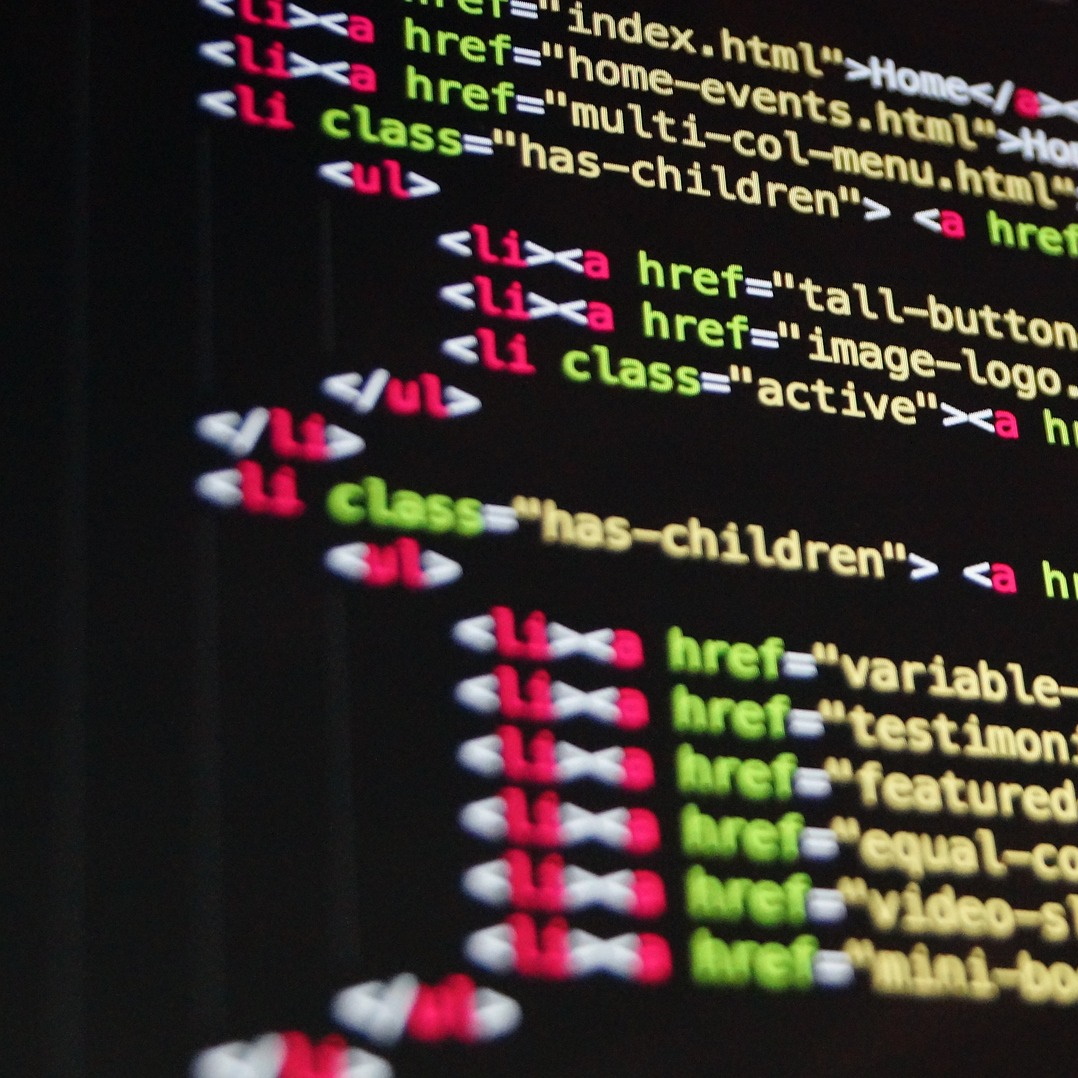 href="index.html">Home</a><
<li><a href="home-events.html">Hom
<li><a href="multi-col-menu.html"
<li class="has-children"> <a href
<ul>
<li><a href="tall-button
<li><a href="image-logo.
<li class="active"><a hr
</ul>
</li>
<li class="has-children"> <a hr
<ul>
<li><a href="variable-
<li><a href="testimoni
<li><a href="featured
<li><a href="equal-co
<li><a href="video-sl
<li><a href="mini-bo
</ul>
</li>